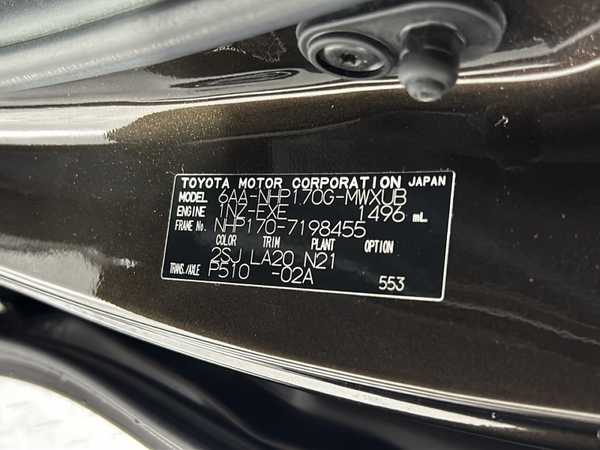 TOYOTA MOTOR CORPORATION JAPAN
MODEL 6AA-NHP170G-MWXUB
ENGINE 1NZ-FXE 1496 mL
FRAME No. NHP170-7198455
COLOR TRIM PLANT OPTION
2SJ LA20 N21
TRANS./AXLE P510 -02A
553